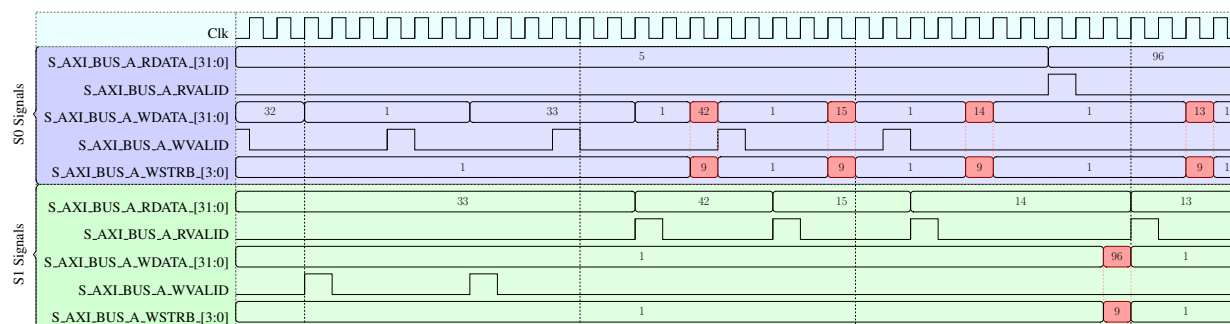 Clk
S0 Signals
S_AXI_BUS_A_RDATA_[31:0] 5 96
S_AXI_BUS_A_RVALID
S_AXI_BUS_A_WDATA_[31:0] 32 1 33 1 42 1 15 1 14 1 13 1
S_AXI_BUS_A_WVALID
S_AXI_BUS_A_WSTRB_[3:0] 1 9 1 9 1 9 1 9 1
S1 Signals
S_AXI_BUS_A_RDATA_[31:0] 33 42 15 14 13
S_AXI_BUS_A_RVALID
S_AXI_BUS_A_WDATA_[31:0] 1 96 1
S_AXI_BUS_A_WVALID
S_AXI_BUS_A_WSTRB_[3:0] 1 9 1